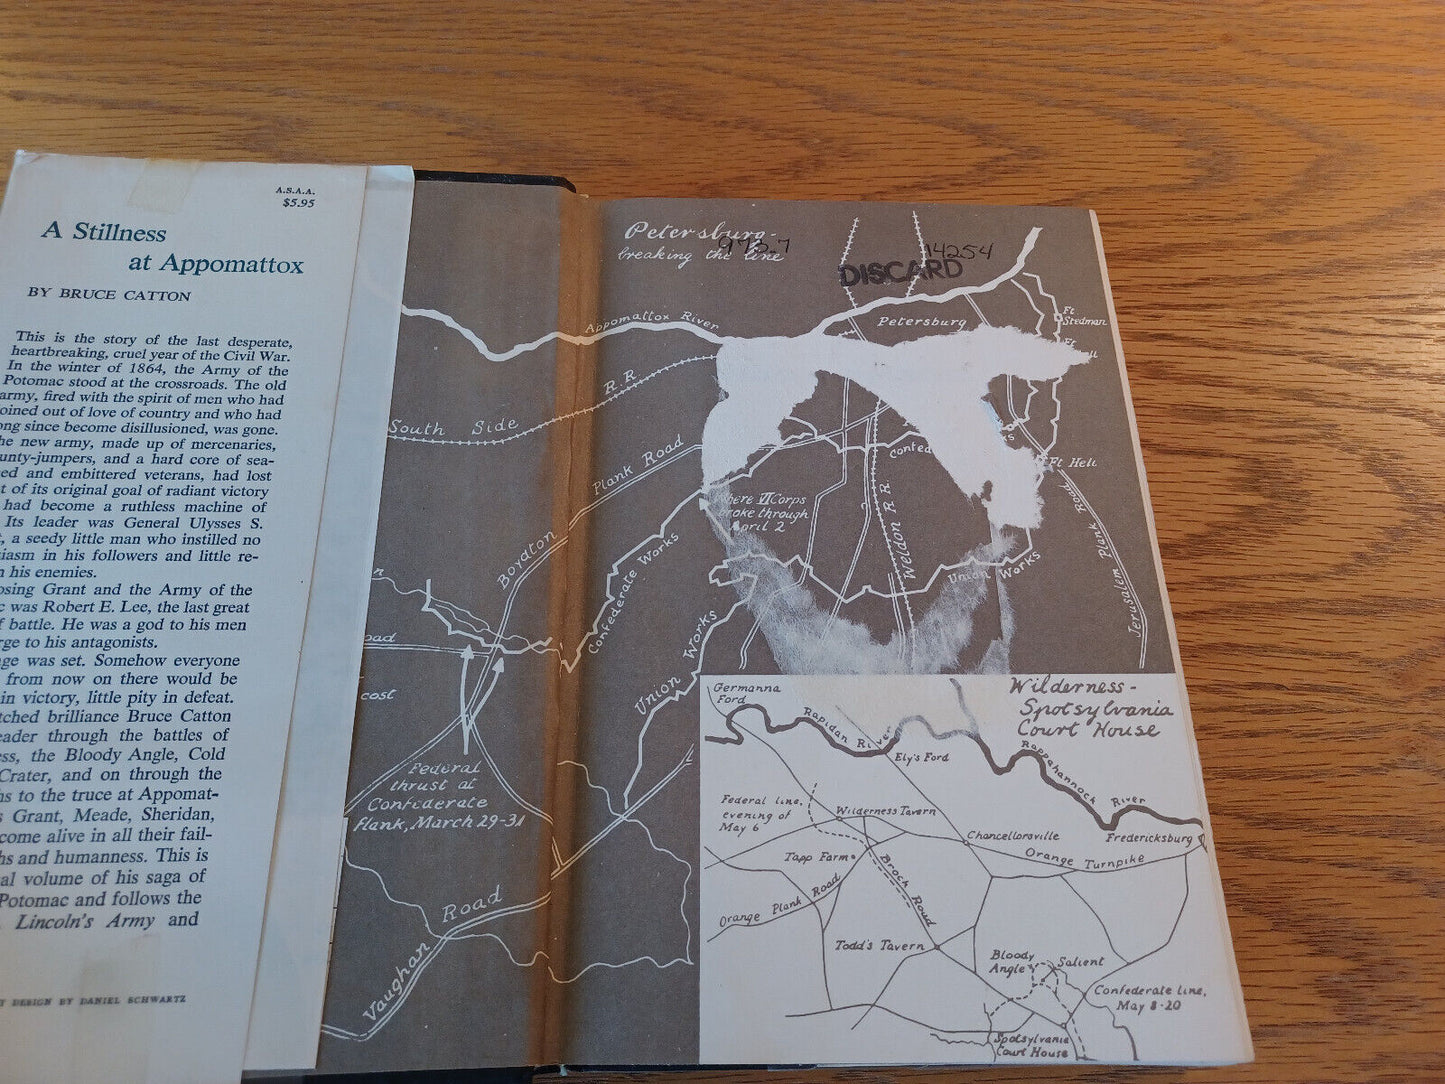 A.S.A.A.
$5.95
A Stillness
at Appomattox
BY BRUCE CATTON
This is the story of the last desperate,
heartbreaking, cruel year of the Civil War.
In the winter of 1864, the Army of the
Potomac stood at the crossroads. The old
army, fired with the spirit of men who had
oined out of love of country and who had
ong since become disillusioned, was gone.
he new army, made up of mercenaries,
unty-jumpers, and a hard core of sea-
ed and embittered veterans, had lost
t of its original goal of radiant victory
had become a ruthless machine of
Its leader was General Ulysses S.
t, a seedy little man who instilled no
iasm in his followers and little re-
n his enemies.
osing Grant and the Army of the
c was Robert E. Lee, the last great
f battle. He was a god to his men
rge to his antagonists.
ge was set. Somehow everyone
from now on there would be
in victory, little pity in defeat.
tched brilliance Bruce Catton
eader through the battles of
ess, the Bloody Angle, Cold
Crater, and on through the
hs to the truce at Appomat-
s Grant, Meade, Sheridan,
come alive in all their fail-
hs and humanness. This is
al volume of his saga of
Potomac and follows the
Lincoln's Army and
T DESIGN BY DANIEL SCHWARTZ
Petersburg-
breaking the line
973.7
14254
DISCARD
Appomattox River
Petersburg
Ft
Stedman
Ft
South Side R.R
Boydton Plank Road
Confed
Ft Hell
Where VI Corps
broke through
April 2
Weldon R R
Confederate Works
Union Works
Union Works
Jerusalem Plank Road
n
oad
cost
Federal
thrust at
Confederate
flank, March 29-31
Vaughan Road
Wilderness-
Spotsylvania
Court House
Germanna
Ford
Rapidan River
Ely's Ford
Rappahannock River
Federal line,
evening of
May 6
Wilderness Tavern
Chancellorsville
Fredericksburg
Orange Turnpike
Tapp Farm
Brock Road
Orange Plank Road
Todd's Tavern
Bloody
Angle
Salient
Confederate line,
May 8-20
Spotsylvania
Court House